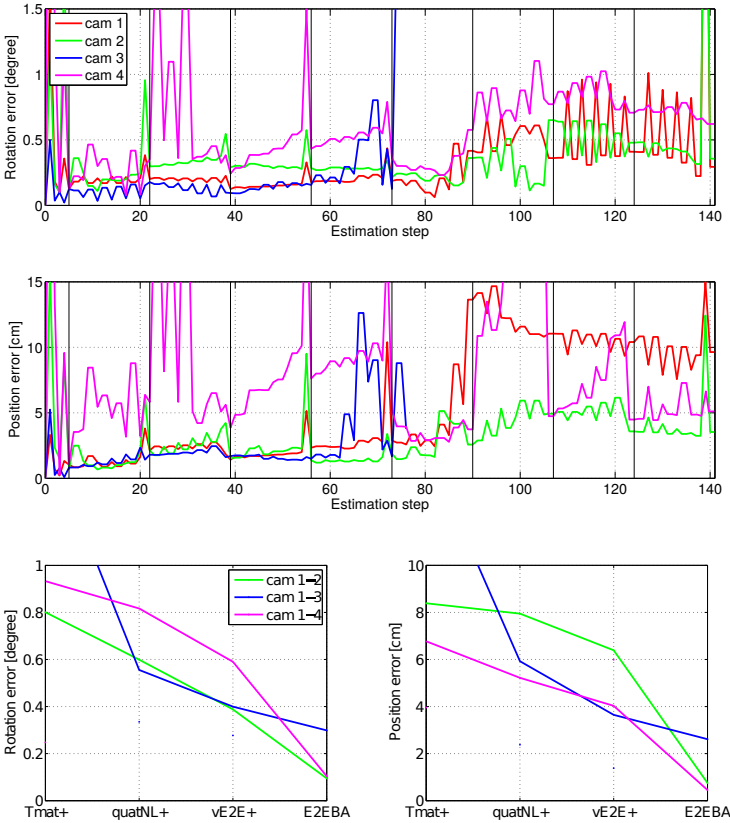 1.5
1
0.5
0
Rotation error [degree]
cam 1
cam 2
cam 3
cam 4
0 20 40 60 80 100 120 140
Estimation step
15
10
5
0
Position error [cm]
0 20 40 60 80 100 120 140
Estimation step
1
0.8
0.6
0.4
0.2
0
Rotation error [degree]
cam 1−2
cam 1−3
cam 1−4
Tmat+ quatNL+ vE2E+ E2EBA
10
8
6
4
2
0
Position error [cm]
Tmat+ quatNL+ vE2E+ E2EBA